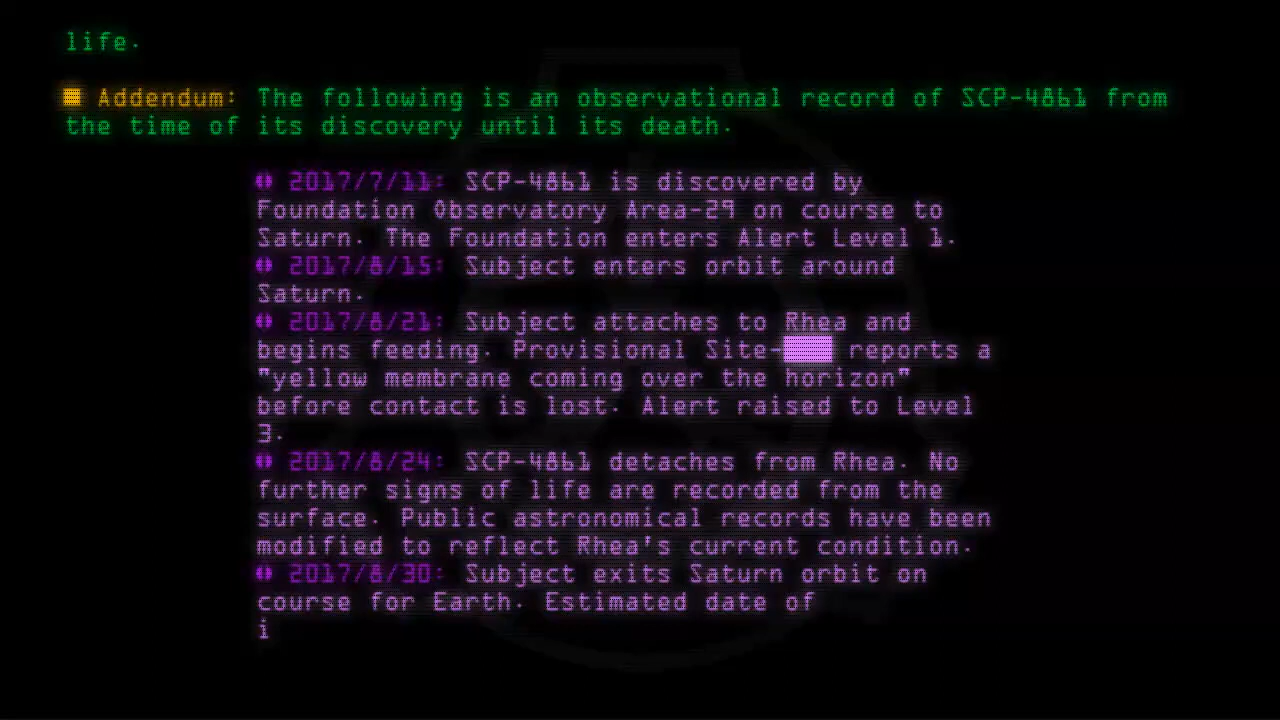 life.
Addendum: The following is an observational record of SCP-4861 from
the time of its discovery until its death.
2017/7/11: SCP-4861 is discovered by
Foundation Observatory Area-29 on course to
Saturn. The Foundation enters Alert Level 1.
2017/8/15: Subject enters orbit around
Saturn.
2017/8/21: Subject attaches to Rhea and
begins feeding. Provisional Site-███ reports a
"yellow membrane coming over the horizon"
before contact is lost. Alert raised to Level
3.
2017/8/24: SCP-4861 detaches from Rhea. No
further signs of life are recorded from the
surface. Public astronomical records have been
modified to reflect Rhea's current condition.
2017/8/30: Subject exits Saturn orbit on
course for Earth. Estimated date of
i